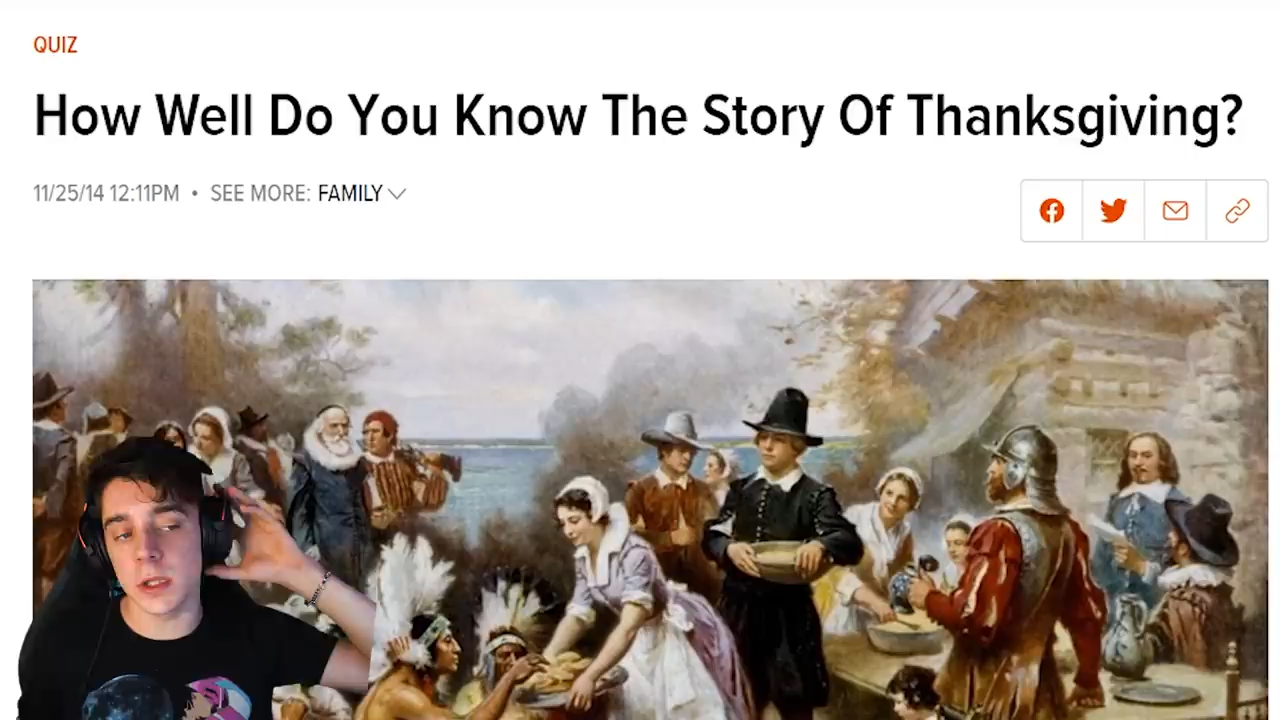 QUIZ
How Well Do You Know The Story Of Thanksgiving?
11/25/14 12:11PM • SEE MORE: FAMILY